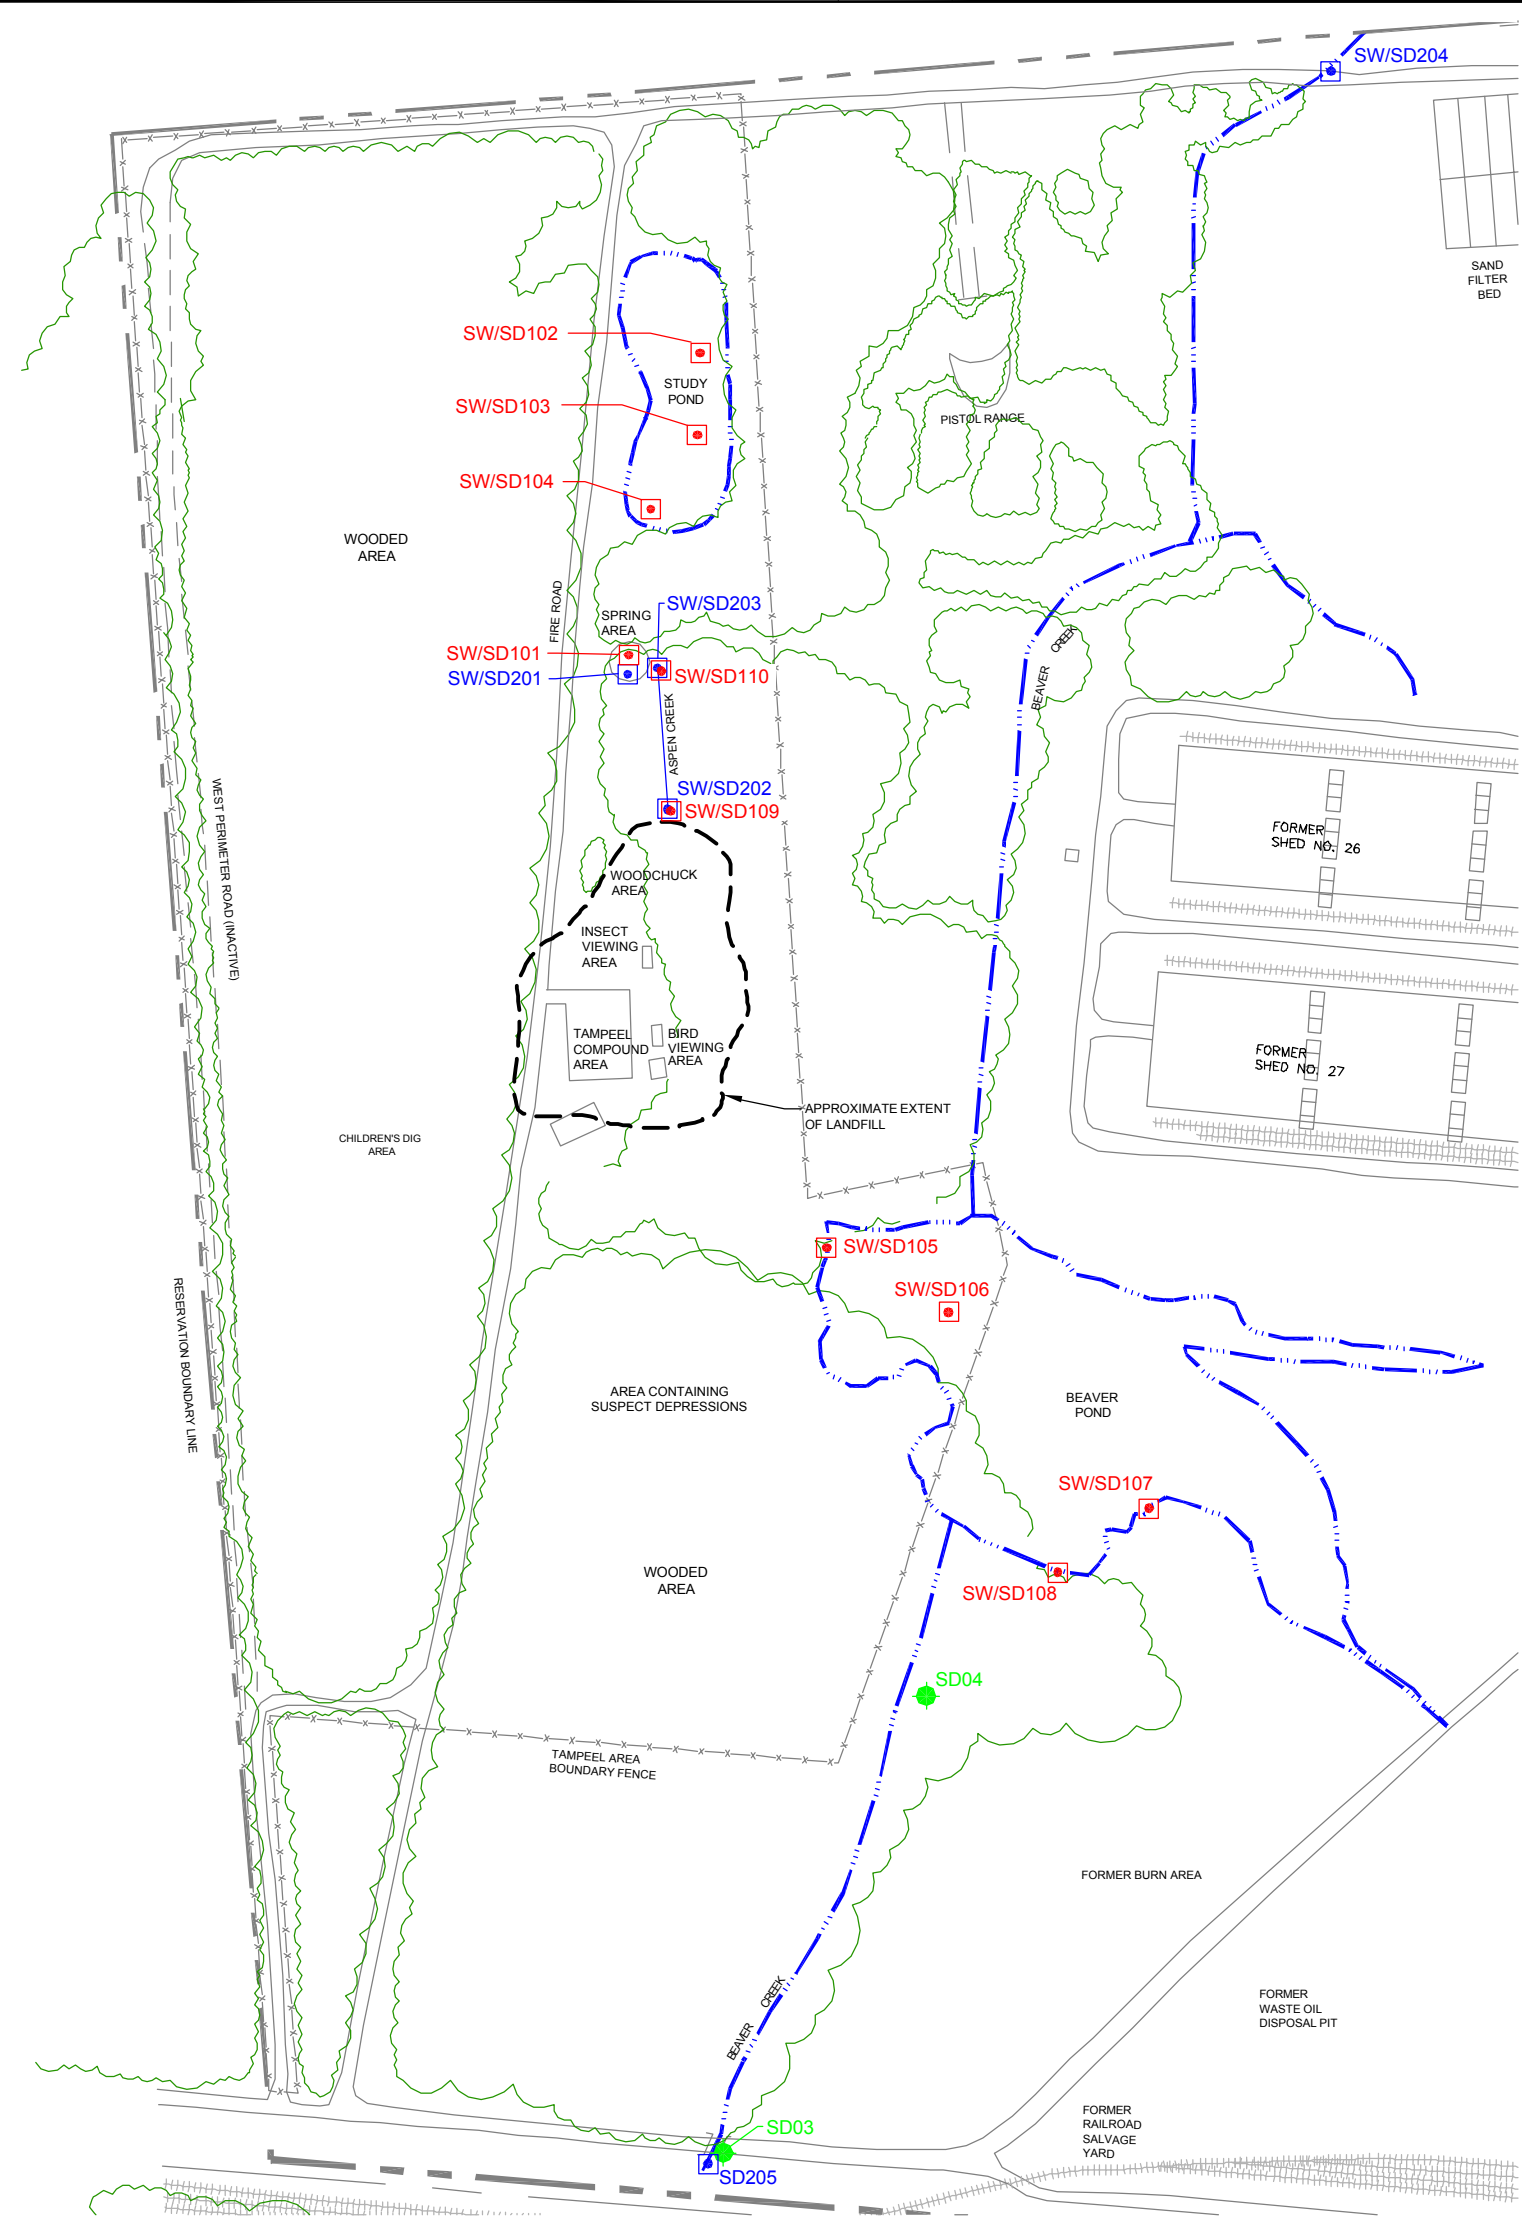 SW/SD204
SAND
FILTER
BED
SW/SD102
STUDY
POND
SW/SD103
PISTOL RANGE
SW/SD104
WOODED
AREA
FIRE ROAD
SPRING
AREA
SW/SD203
SW/SD101
SW/SD201
SW/SD110
BEAVER CREEK
ASPEN CREEK
SW/SD202
SW/SD109
WEST PERIMETER ROAD (INACTIVE)
FORMER
SHED NO. 26
WOODCHUCK
AREA
INSECT
VIEWING
AREA
TAMPEEL
COMPOUND
AREA
BIRD
VIEWING
AREA
FORMER
SHED NO. 27
APPROXIMATE EXTENT
OF LANDFILL
CHILDREN'S DIG
AREA
SW/SD105
SW/SD106
RESERVATION BOUNDARY LINE
AREA CONTAINING
SUSPECT DEPRESSIONS
BEAVER
POND
SW/SD107
WOODED
AREA
SW/SD108
SD04
TAMPEEL AREA
BOUNDARY FENCE
FORMER BURN AREA
BEAVER CREEK
FORMER
WASTE OIL
DISPOSAL PIT
FORMER
RAILROAD
SALVAGE
YARD
SD03
SD205